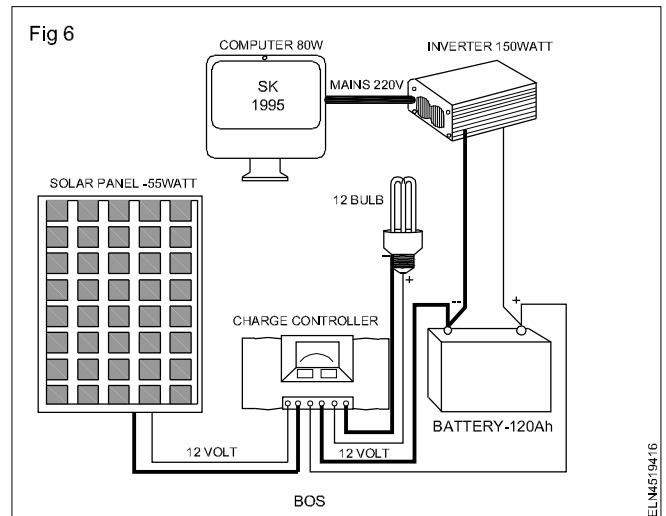 Fig 6
COMPUTER 80W
INVERTER 150WATT
SK
1995
MAINS 220V
SOLAR PANEL -55WATT
12 BULB
-
+
--
+
CHARGE CONTROLLER
BATTERY-120Ah
12 VOLT
12 VOLT
BOS
ELN4519416